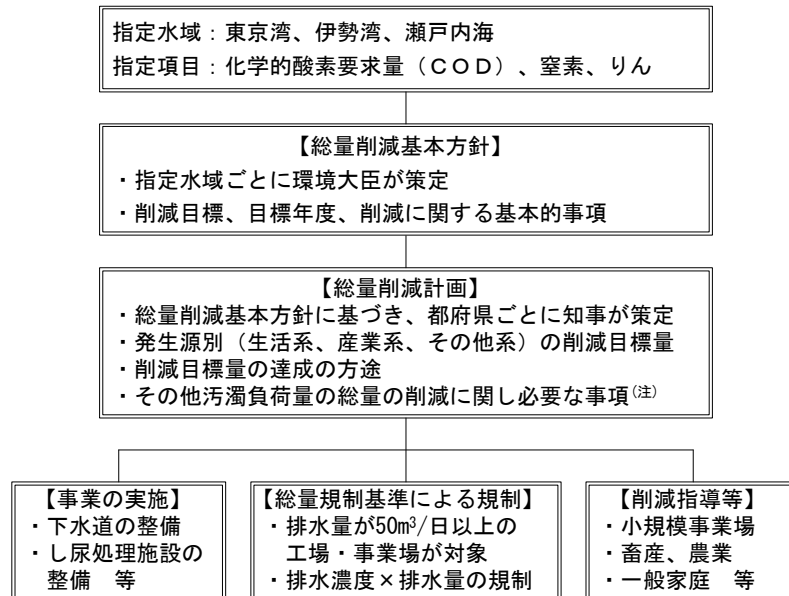 指定水域：東京湾、伊勢湾、瀬戸内海
指定項目：化学的酸素要求量（ＣＯＤ）、窒素、りん
【総量削減基本方針】
・指定水域ごとに環境大臣が策定
・削減目標、目標年度、削減に関する基本的事項
【総量削減計画】
・総量削減基本方針に基づき、都府県ごとに知事が策定
・発生源別（生活系、産業系、その他系）の削減目標量
・削減目標量の達成の方途
・その他汚濁負荷量の総量の削減に関し必要な事項(注)
【事業の実施】
・下水道の整備
・し尿処理施設の
整備　等
【総量規制基準による規制】
・排水量が50m³/日以上の
工場・事業場が対象
・排水濃度×排水量の規制
【削減指導等】
・小規模事業場
・畜産、農業
・一般家庭　等